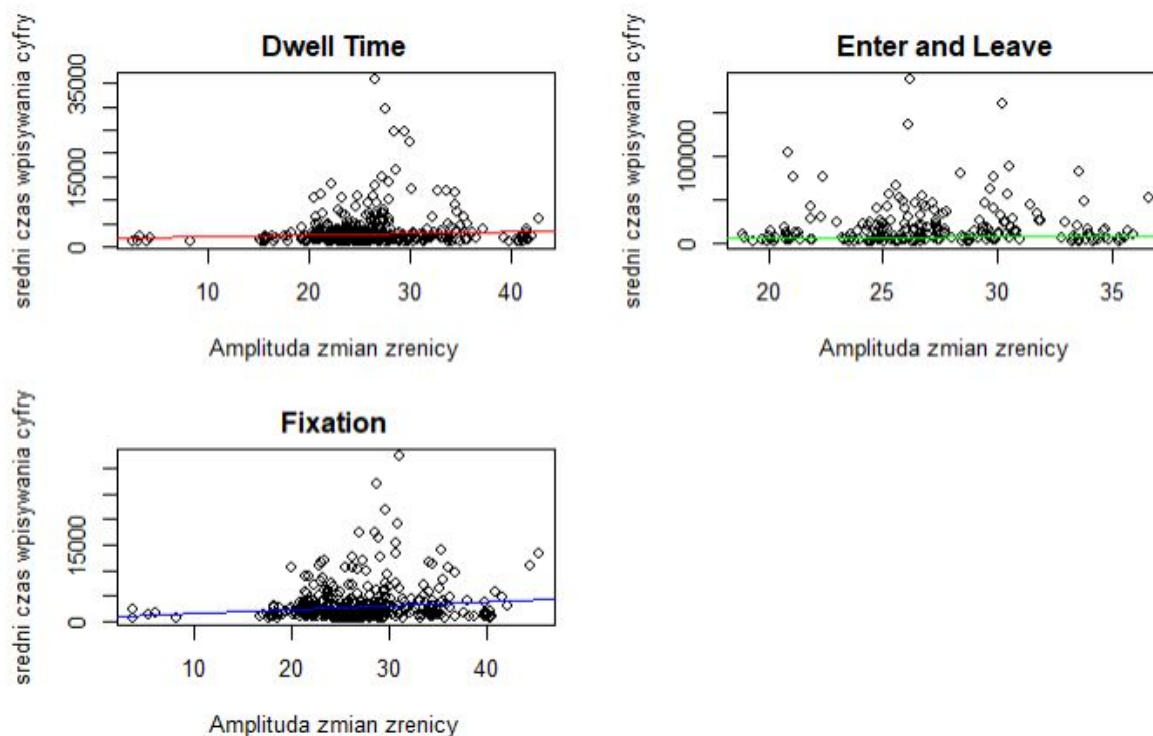 Dwell Time
sredni czas wpisywania cyfry
350000
15000
0
10 20 30 40
Amplituda zmian zrenicy
Enter and Leave
sredni czas wpisywania cyfry
100000
0
20 25 30 35
Amplituda zmian zrenicy
Fixation
sredni czas wpisywania cyfry
15000
0
10 20 30 40
Amplituda zmian zrenicy